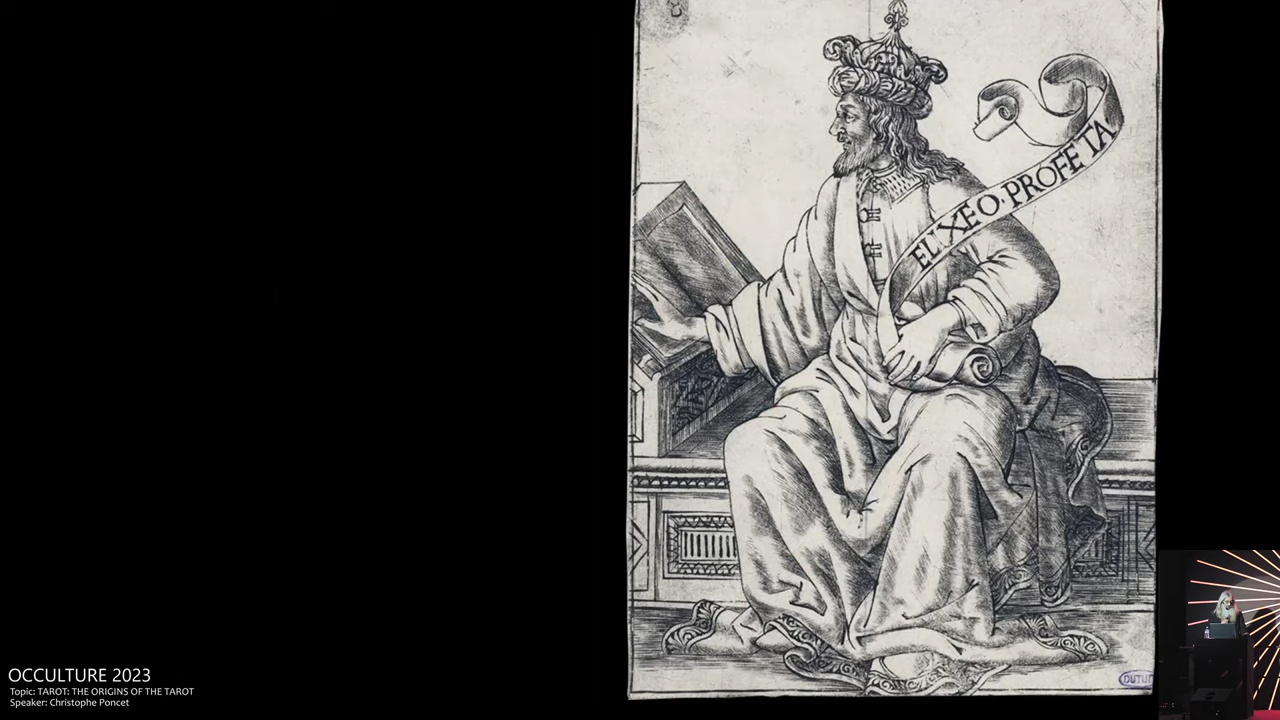 EL XEO · PROFETA
OCCULTURE 2023
Topic: TAROT: THE ORIGINS OF THE TAROT
Speaker: Christophe Poncet